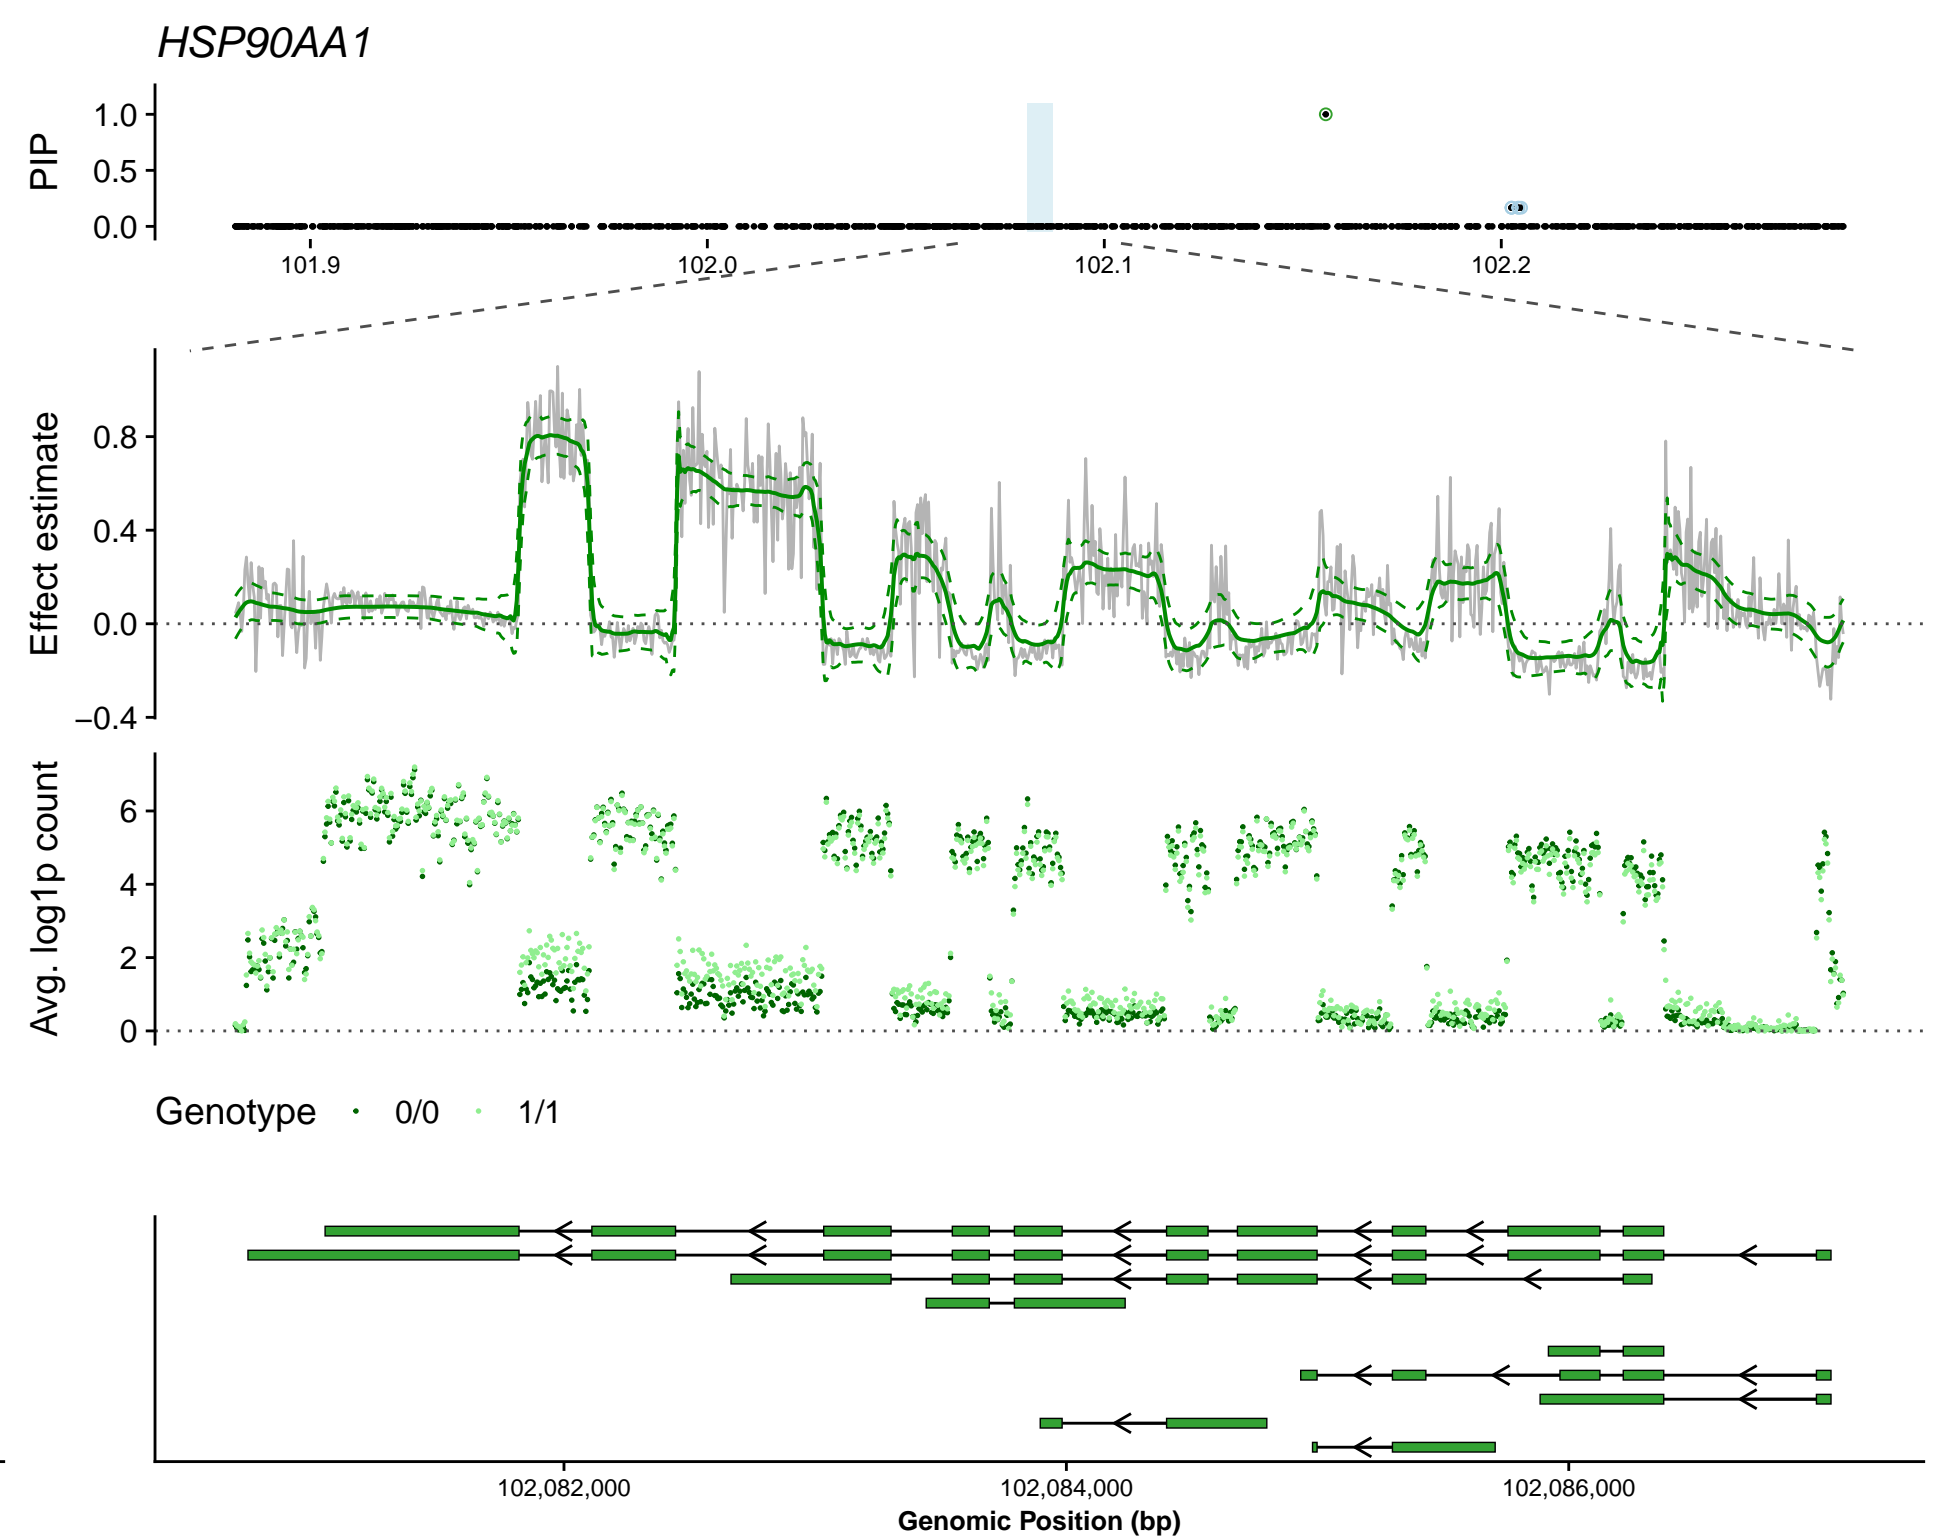 HSP90AA1
PIP
1.0
0.5
0.0
101.9 102.0 102.1 102.2
Effect estimate
0.8
0.4
0.0
−0.4
Avg. log1p count
6
4
2
0
Genotype 0/0 1/1
102,082,000 102,084,000 102,086,000
Genomic Position (bp)